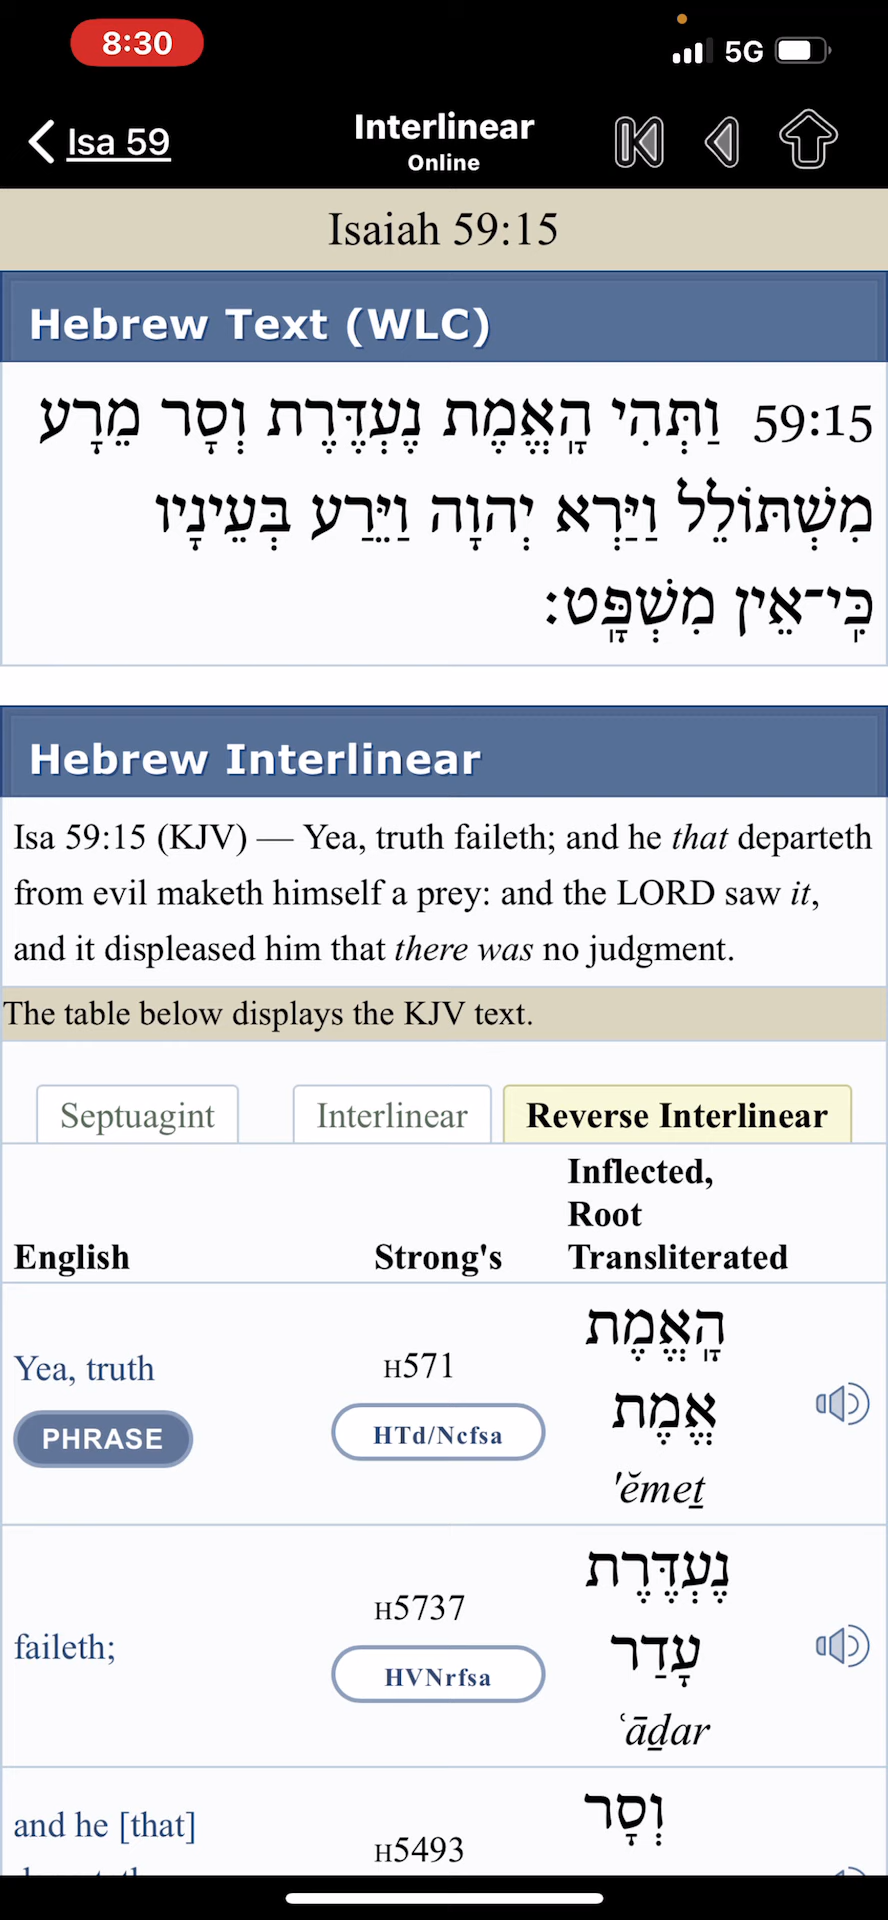 8:30
5G
Isa 59
Interlinear
Online
Isaiah 59:15
Hebrew Text (WLC)
59:15 וַתְּהִי הָֽאֱמֶת נֶעְדֶּרֶת וְסָר מֵרָע
מִשְׁתּוֹלֵל וַיַּרְא יְהוָה וַיֵּרַע בְּעֵינָיו
כִּֽי־אֵין מִשְׁפָּֽט׃
Hebrew Interlinear
Isa 59:15 (KJV) — Yea, truth faileth; and he that departeth
from evil maketh himself a prey: and the LORD saw it,
and it displeased him that there was no judgment.
The table below displays the KJV text.
Septuagint Interlinear Reverse Interlinear
English Strong's Inflected,
Root
Transliterated
Yea, truth
PHRASE
H571
HTd/Ncfsa
הָֽאֱמֶת
אֱמֶת
'ĕmeṯ
faileth;
H5737
HVNrfsa
נֶעְדֶּרֶת
עָדַר
ʿāḏar
and he [that]
H5493
וְסָר